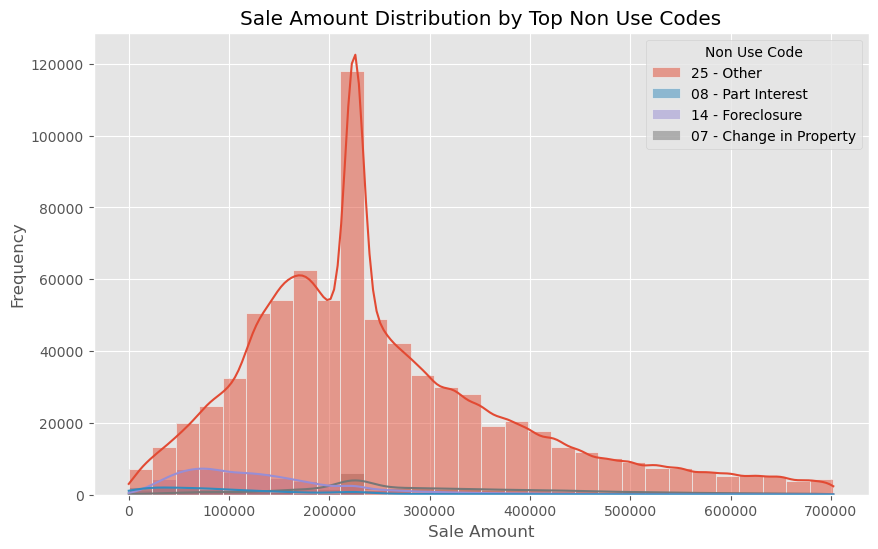 Sale Amount Distribution by Top Non Use Codes
Non Use Code
25 - Other
08 - Part Interest
14 - Foreclosure
07 - Change in Property
Frequency
120000
100000
80000
60000
40000
20000
0
0
100000
200000
300000
400000
500000
600000
700000
Sale Amount